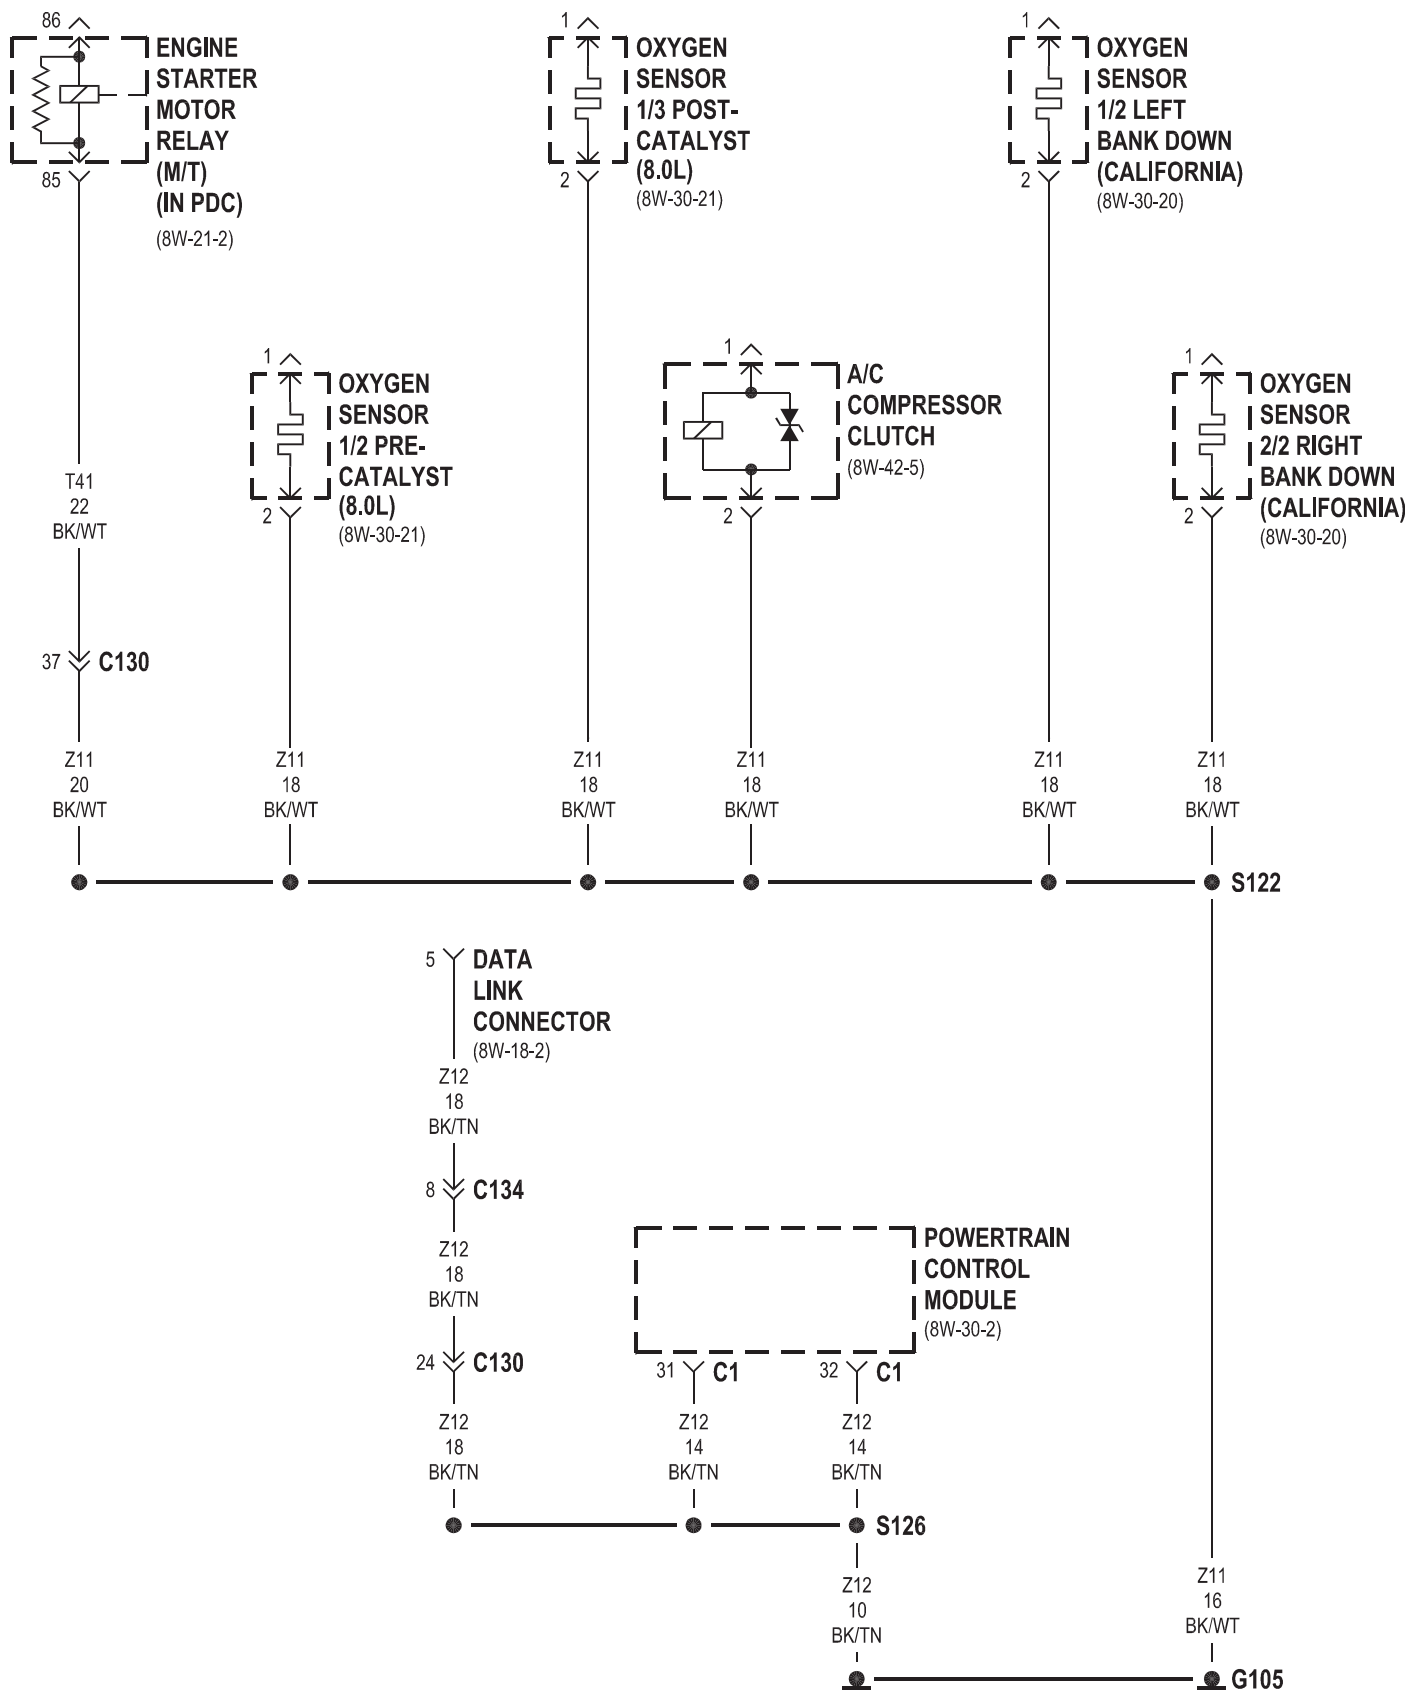 86
ENGINE
STARTER
MOTOR
RELAY
(M/T)
(IN PDC)
(8W-21-2)
85
1
OXYGEN
SENSOR
1/3 POST-
CATALYST
(8.0L)
(8W-30-21)
2
1
OXYGEN
SENSOR
1/2 LEFT
BANK DOWN
(CALIFORNIA)
(8W-30-20)
2
1
OXYGEN
SENSOR
1/2 PRE-
CATALYST
(8.0L)
(8W-30-21)
2
1
A/C
COMPRESSOR
CLUTCH
(8W-42-5)
2
1
OXYGEN
SENSOR
2/2 RIGHT
BANK DOWN
(CALIFORNIA)
(8W-30-20)
2
T41
22
BK/WT
37 C130
Z11
20
BK/WT
Z11
18
BK/WT
Z11
18
BK/WT
Z11
18
BK/WT
Z11
18
BK/WT
Z11
18
BK/WT
S122
5 DATA
LINK
CONNECTOR
(8W-18-2)
Z12
18
BK/TN
8 C134
Z12
18
BK/TN
24 C130
Z12
18
BK/TN
POWERTRAIN
CONTROL
MODULE
(8W-30-2)
31 C1
32 C1
Z12
14
BK/TN
Z12
14
BK/TN
S126
Z12
10
BK/TN
Z11
16
BK/WT
G105